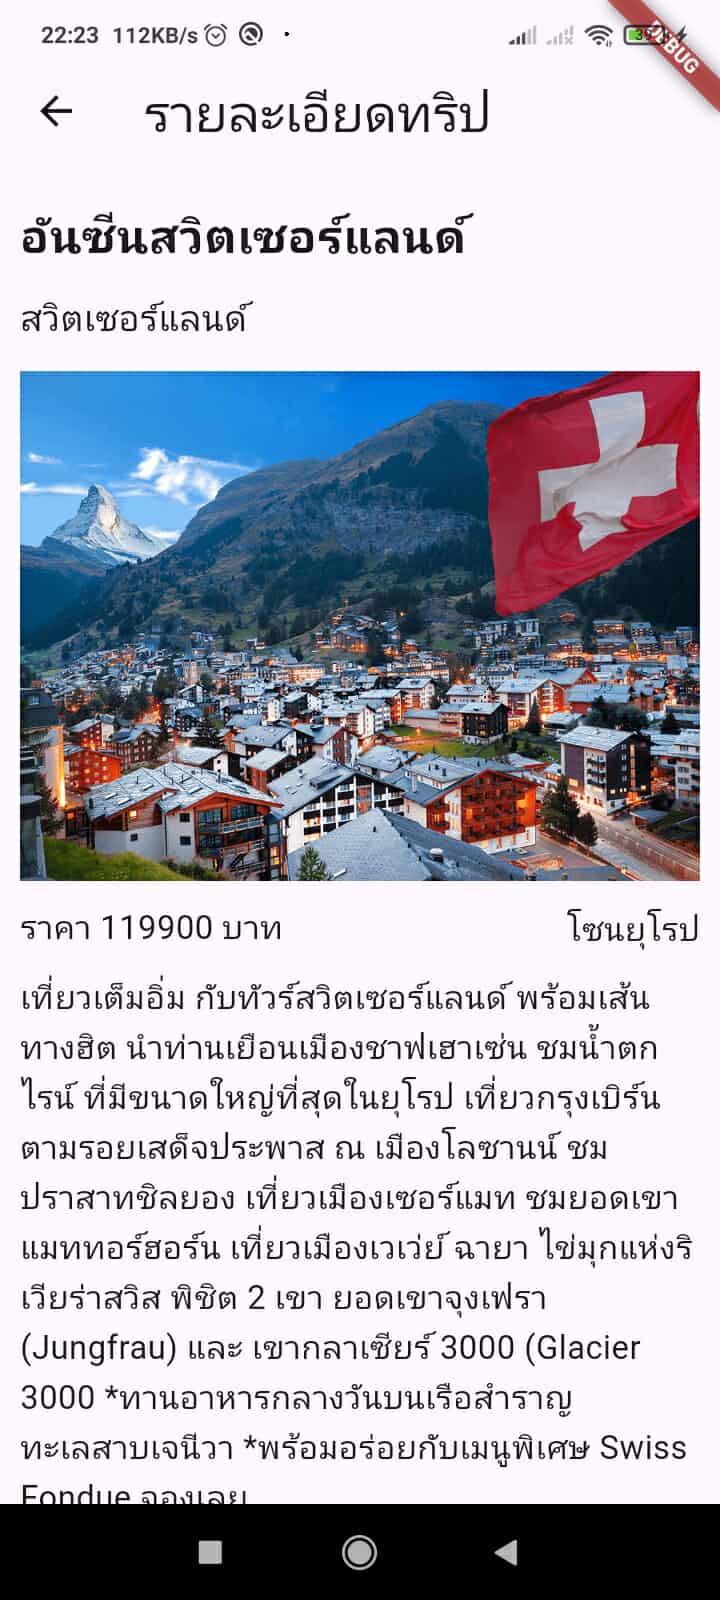 22:23 112KB/s
39
DEBUG
รายละเอียดทริป
อันซีนสวิตเซอร์แลนด์
สวิตเซอร์แลนด์
ราคา 119900 บาท
โซนยุโรป
เที่ยวเต็มอิ่ม กับทัวร์สวิตเซอร์แลนด์ พร้อมเส้น
ทางฮิต นำท่านเยือนเมืองชาฟเฮาเซ่น ชมน้ำตก
ไรน์ ที่มีขนาดใหญ่ที่สุดในยุโรป เที่ยวกรุงเบิร์น
ตามรอยเสด็จประพาส ณ เมืองโลซานน์ ชม
ปราสาทชิลยอง เที่ยวเมืองเซอร์แมท ชมยอดเขา
แมททอร์ฮอร์น เที่ยวเมืองเวเว่ย์ ฉายา ไข่มุกแห่งริ
เวียร่าสวิส พิชิต 2 เขา ยอดเขาจุงเฟรา
(Jungfrau) และ เขากลาเซียร์ 3000 (Glacier
3000 *ทานอาหารกลางวันบนเรือสำราญ
ทะเลสาบเจนีวา *พร้อมอร่อยกับเมนูพิเศษ Swiss
Fondue จองเลย